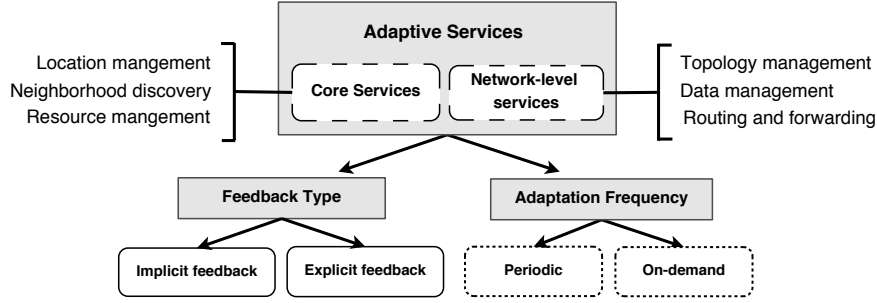 Adaptive Services
Location mangement
Neighborhood discovery
Resource mangement
Core Services
Network-level
services
Topology management
Data management
Routing and forwarding
Feedback Type
Adaptation Frequency
Implicit feedback
Explicit feedback
Periodic
On-demand